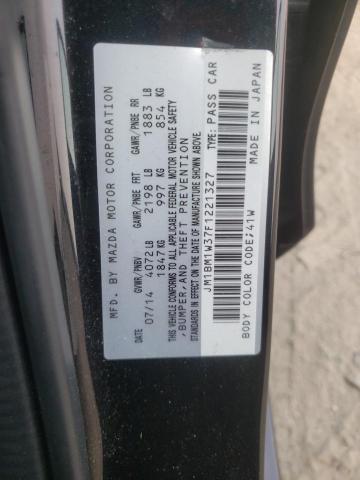 MFD. BY MAZDA MOTOR CORPORATION
DATE GVWR/PNBV GAWR/PNBE FRT GAWR/PNBE RR
07/14 4072 LB 2198 LB 1883 LB
1847 KG 997 KG 854 KG
THIS VEHICLE CONFORMS TO ALL APPLICABLE FEDERAL MOTOR VEHICLE SAFETY
,BUMPER,AND THEFT PREVENTION
STANDARDS IN EFFECT ON THE DATE OF MANUFACTURE SHOWN ABOVE.
JM1BM1W37F1221327 TYPE: PASS CAR
BODY COLOR CODE;41W MADE IN JAPAN